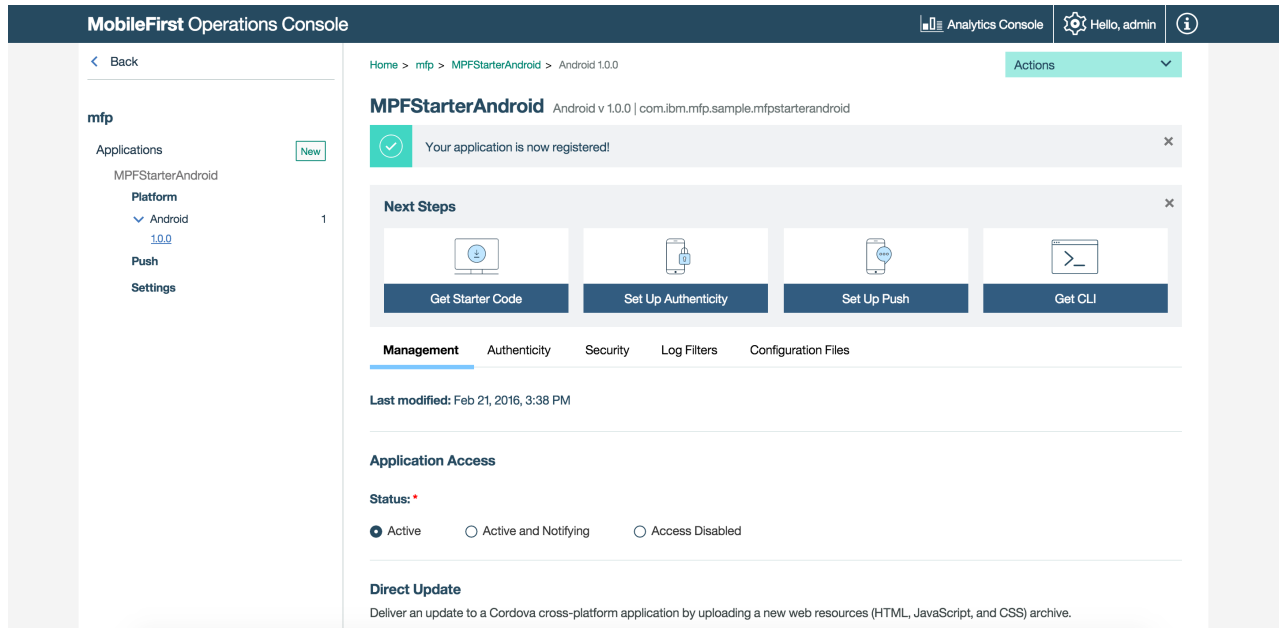 MobileFirst Operations Console
Analytics Console
Hello, admin
Back
Home > mfp > MPFStarterAndroid > Android 1.0.0
Actions
mfp
Applications New
MPFStarterAndroid
Platform
Android 1
1.0.0
Push
Settings
MPFStarterAndroid Android v 1.0.0 | com.ibm.mfp.sample.mfpstarterandroid
Your application is now registered!
Next Steps
Get Starter Code
Set Up Authenticity
Set Up Push
Get CLI
Management Authenticity Security Log Filters Configuration Files
Last modified: Feb 21, 2016, 3:38 PM
Application Access
Status: *
Active Active and Notifying Access Disabled
Direct Update
Deliver an update to a Cordova cross-platform application by uploading a new web resources (HTML, JavaScript, and CSS) archive.